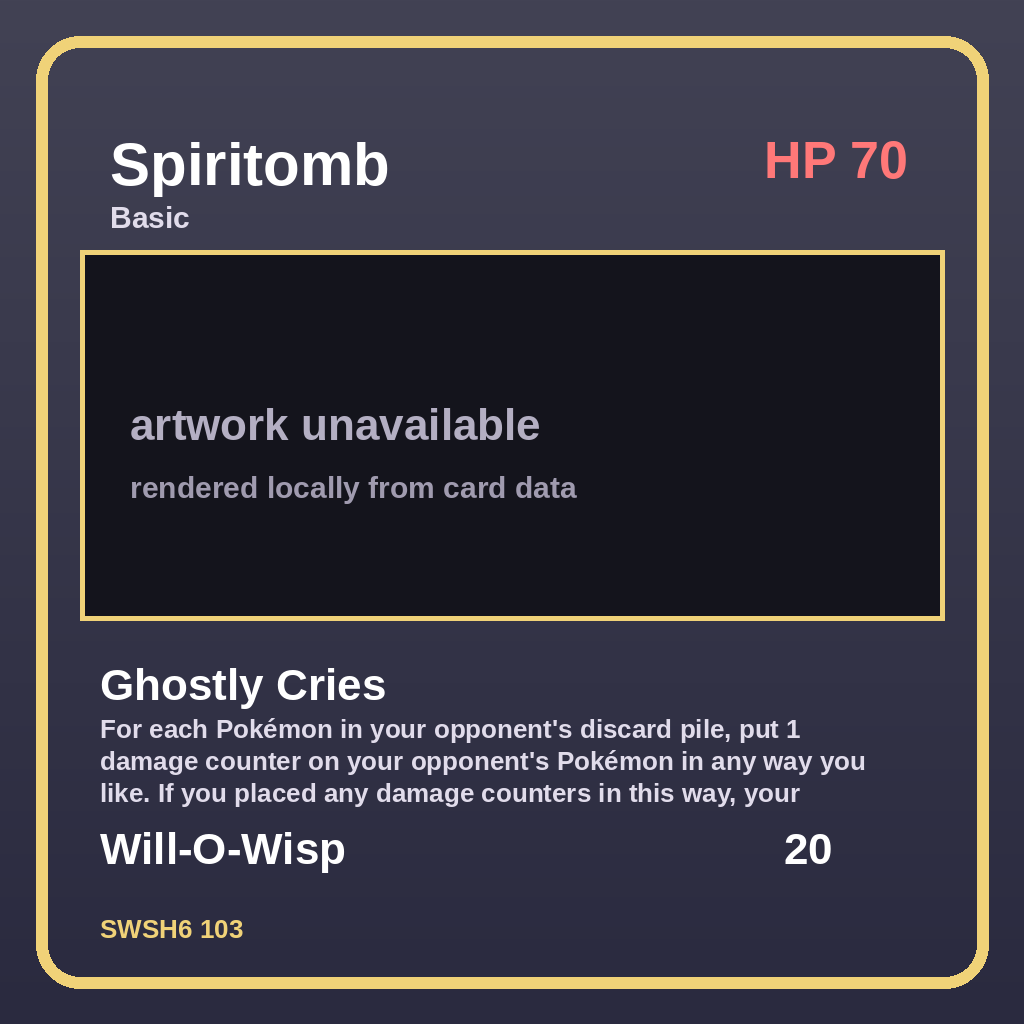 Spiritomb
HP 70
Basic
artwork unavailable
rendered locally from card data
Ghostly Cries
For each Pokémon in your opponent's discard pile, put 1
damage counter on your opponent's Pokémon in any way you
like. If you placed any damage counters in this way, your
Will-O-Wisp
20
SWSH6 103